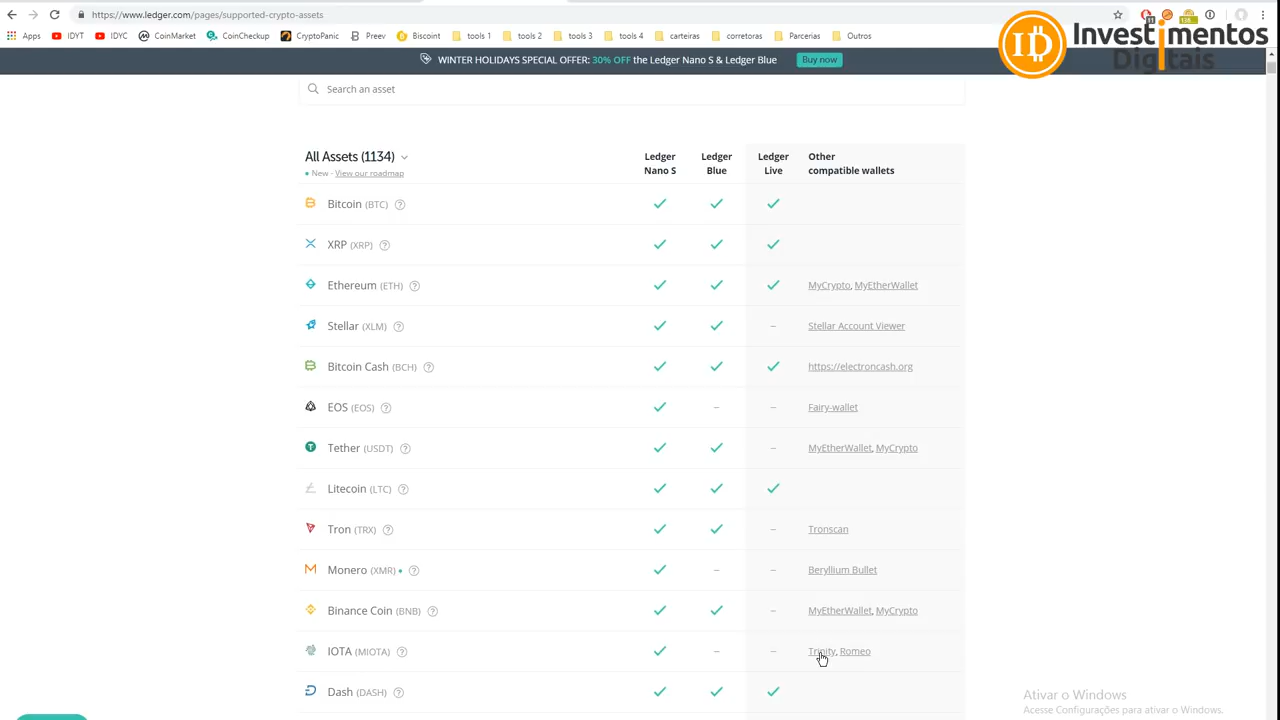 https://www.ledger.com/pages/supported-crypto-assets
Apps IDYT IDYC CoinMarket CoinCheckup CryptoPanic Preev Biscoint tools 1 tools 2 tools 3 tools 4 carteiras corretoras Parcerias Outros
ID Investimentos
Digitais
WINTER HOLIDAYS SPECIAL OFFER: 30% OFF the Ledger Nano S & Ledger Blue Buy now
Search an asset
All Assets (1134) Ledger Nano S Ledger Blue Ledger Live Other compatible wallets
New - View our roadmap
Bitcoin (BTC) ?
XRP (XRP) ?
Ethereum (ETH) ? MyCrypto, MyEtherWallet
Stellar (XLM) ? – Stellar Account Viewer
Bitcoin Cash (BCH) ? https://electroncash.org
EOS (EOS) ? – – Fairy-wallet
Tether (USDT) ? – MyEtherWallet, MyCrypto
Litecoin (LTC) ?
Tron (TRX) ? – Tronscan
Monero (XMR) • ? – – Beryllium Bullet
Binance Coin (BNB) ? – MyEtherWallet, MyCrypto
IOTA (MIOTA) ? – – Trinity, Romeo
Dash (DASH) ?
Ativar o Windows
Acesse Configurações para ativar o Windows.